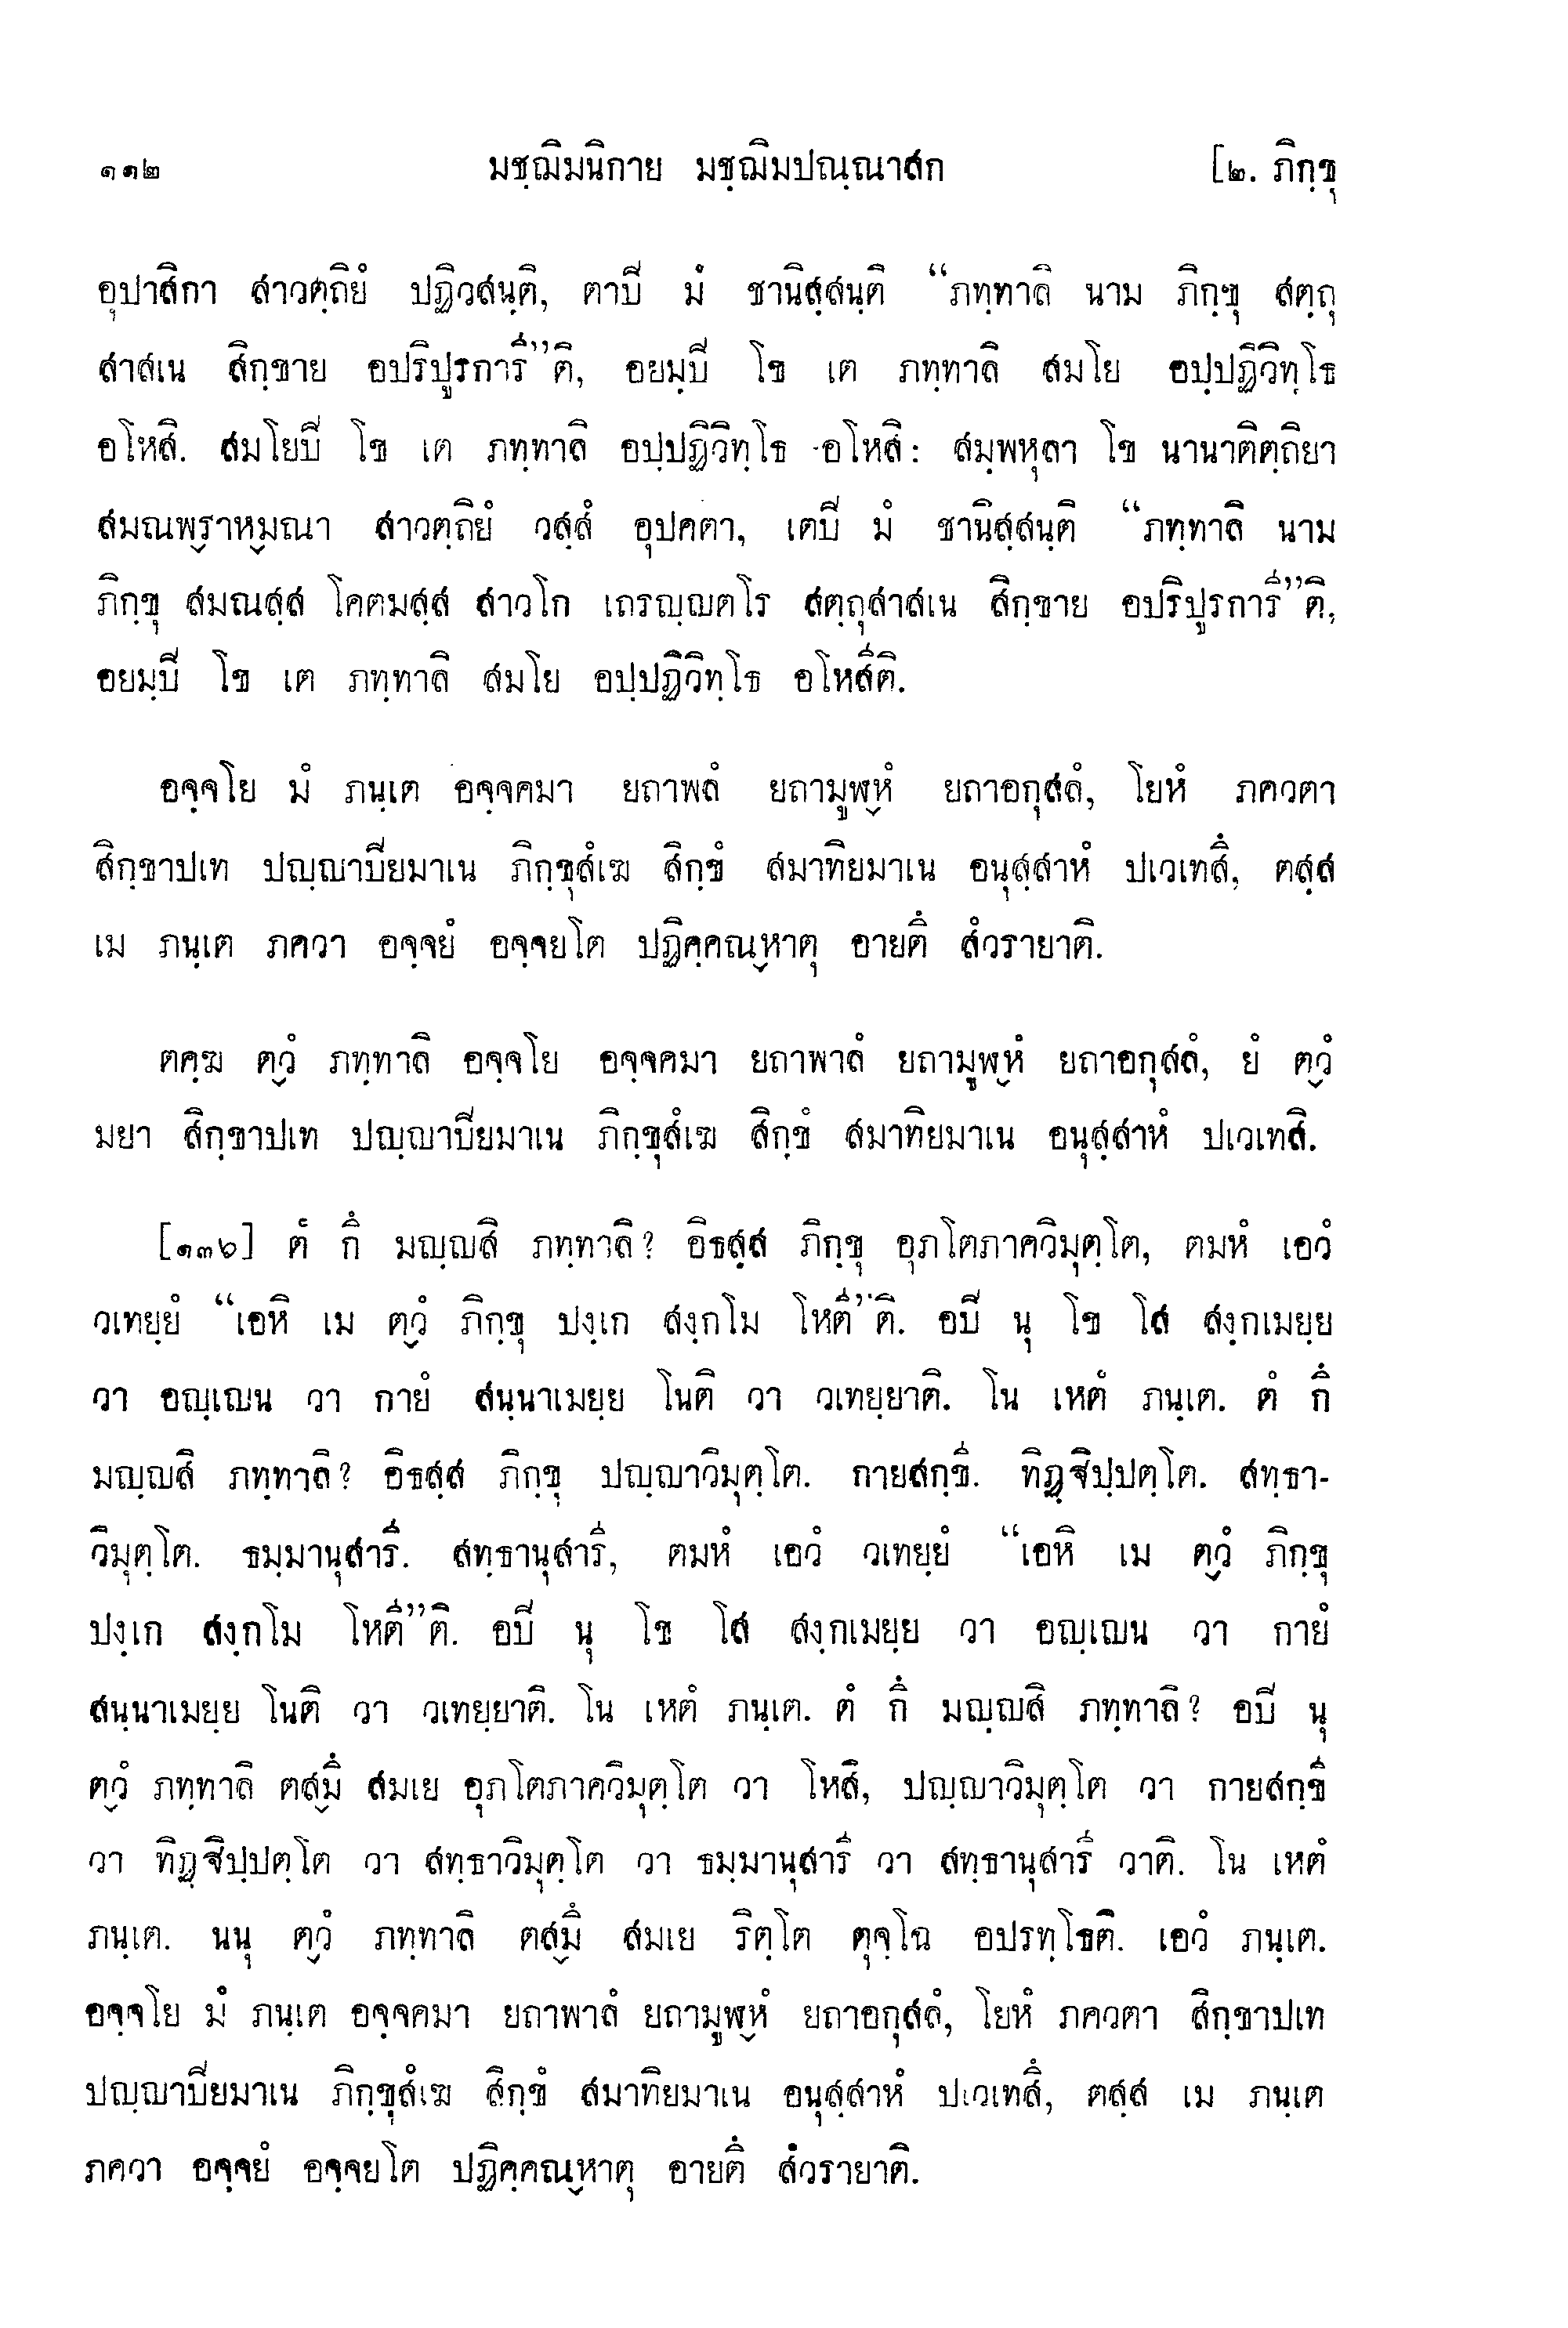 ๑๑๒ มชฺฌิมนิกาย มชฺฌิมปณฺณาสก [๒. ภิกฺขุ
อุปาสิกา สาวตฺถิยํ ปฏิวสนฺติ, ตาปี มํ ชานิสฺสนฺติ “ภทฺทาลิ นาม ภิกฺขุ สตฺถุ
สาสเน สิกฺขาย อปริปูรการี”ติ, อยมฺปี โข เต ภทฺทาลิ สมโย อปฺปฏิวิทฺโธ
อโหสิ. สมโยปี โข เต ภทฺทาลิ อปฺปฏิวิทฺโธ อโหสิ: สมฺพหุลา โข นานาติตฺถิยา
สมณพฺราหฺมณา สาวตฺถิยํ วสฺสํ อุปคตา, เตปี มํ ชานิสฺสนฺติ “ภทฺทาลิ นาม
ภิกฺขุ สมณสฺส โคตมสฺส สาวโก เถรญฺญตโร สตฺถุสาสเน สิกฺขาย อปริปูรการี”ติ,
อยมฺปี โข เต ภทฺทาลิ สมโย อปฺปฏิวิทฺโธ อโหสีติ.
อจฺจโย มํ ภนฺเต อจฺจคมา ยถาพลํ ยถามูฬฺหํ ยถาอกุสลํ, โยหํ ภควตา
สิกฺขาปเท ปญฺญาปียมาเน ภิกฺขุสํเฆ สิกฺขํ สมาทิยมาเน อนุสฺสาหํ ปเวเทสึ, ตสฺส
เม ภนฺเต ภควา อจฺจยํ อจฺจยโต ปฏิคฺคณฺหาตุ อายตึ สํวรายาติ.
ตคฺฆ ตฺวํ ภทฺทาลิ อจฺจโย อจฺจคมา ยถาพาลํ ยถามูฬฺหํ ยถาอกุสลํ, ยํ ตฺวํ
มยา สิกฺขาปเท ปญฺญาปียมาเน ภิกฺขุสํเฆ สิกฺขํ สมาทิยมาเน อนุสฺสาหํ ปเวเทสิ.
[๑๓๖] ตํ กึ มญฺญสิ ภทฺทาลิ? อิธสฺส ภิกฺขุ อุภโตภาควิมุตฺโต, ตมหํ เอวํ
วเทยฺยํ “เอหิ เม ตฺวํ ภิกฺขุ ปงฺเก สงฺกโม โหตี”ติ. อปี นุ โข โส สงฺกเมยฺย
วา อญฺเญน วา กายํ สนฺนาเมยฺย โนติ วา วเทยฺยาติ. โน เหตํ ภนฺเต. ตํ กึ
มญฺญสิ ภทฺทาลิ? อิธสฺส ภิกฺขุ ปญฺญาวิมุตฺโต. กายสกฺขี. ทิฏฺฐิปฺปตฺโต. สทฺธา-
วิมุตฺโต. ธมฺมานุสารี. สทฺธานุสารี, ตมหํ เอวํ วเทยฺยํ “เอหิ เม ตฺวํ ภิกฺขุ
ปงฺเก สงฺกโม โหตี”ติ. อปี นุ โข โส สงฺกเมยฺย วา อญฺเญน วา กายํ
สนฺนาเมยฺย โนติ วา วเทยฺยาติ. โน เหตํ ภนฺเต. ตํ กึ มญฺญสิ ภทฺทาลิ? อปี นุ
ตฺวํ ภทฺทาลิ ตสฺมึ สมเย อุภโตภาควิมุตฺโต วา โหสิ, ปญฺญาวิมุตฺโต วา กายสกฺขี
วา ทิฏฺฐิปฺปตฺโต วา สทฺธาวิมุตฺโต วา ธมฺมานุสารี วา สทฺธานุสารี วาติ. โน เหตํ
ภนฺเต. นนุ ตฺวํ ภทฺทาลิ ตสฺมึ สมเย ริตฺโต ตุจฺโฉ อปรทฺโธติ. เอวํ ภนฺเต.
อจฺจโย มํ ภนฺเต อจฺจคมา ยถาพาลํ ยถามูฬฺหํ ยถาอกุสลํ, โยหํ ภควตา สิกฺขาปเท
ปญฺญาปียมาเน ภิกฺขุสํเฆ สิกฺขํ สมาทิยมาเน อนุสฺสาหํ ปเวเทสึ, ตสฺส เม ภนฺเต
ภควา อจฺจยํ อจฺจยโต ปฏิคฺคณฺหาตุ อายตึ สํวรายาติ.